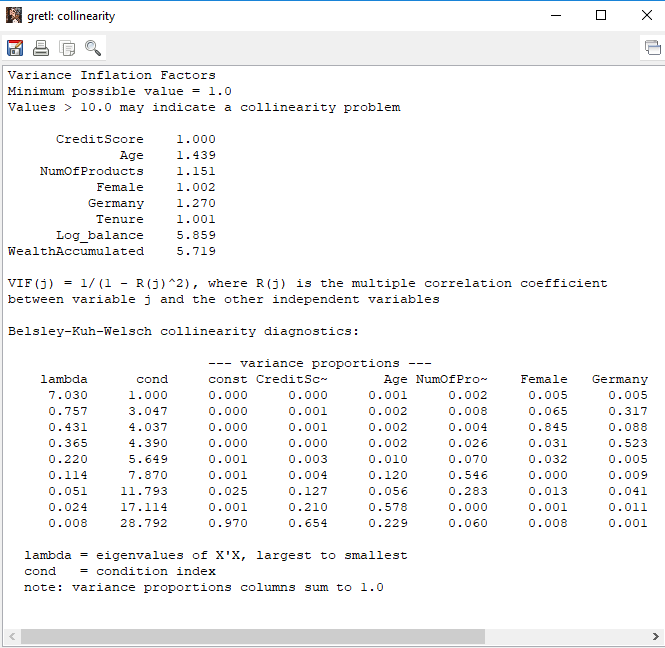 gretl: collinearity
Variance Inflation Factors
Minimum possible value = 1.0
Values > 10.0 may indicate a collinearity problem
CreditScore 1.000
Age 1.439
NumOfProducts 1.151
Female 1.002
Germany 1.270
Tenure 1.001
Log_balance 5.859
WealthAccumulated 5.719
VIF(j) = 1/(1 - R(j)^2), where R(j) is the multiple correlation coefficient
between variable j and the other independent variables
Belsley-Kuh-Welsch collinearity diagnostics:
--- variance proportions ---
lambda cond const CreditSc~ Age NumOfPro~ Female Germany
7.030 1.000 0.000 0.000 0.001 0.002 0.005 0.005
0.757 3.047 0.000 0.001 0.002 0.008 0.065 0.317
0.431 4.037 0.000 0.001 0.002 0.004 0.845 0.088
0.365 4.390 0.000 0.000 0.002 0.026 0.031 0.523
0.220 5.649 0.001 0.003 0.010 0.070 0.032 0.005
0.114 7.870 0.001 0.004 0.120 0.546 0.000 0.009
0.051 11.793 0.025 0.127 0.056 0.283 0.013 0.041
0.024 17.114 0.001 0.210 0.578 0.000 0.001 0.011
0.008 28.792 0.970 0.654 0.229 0.060 0.008 0.001
lambda = eigenvalues of X'X, largest to smallest
cond = condition index
note: variance proportions columns sum to 1.0